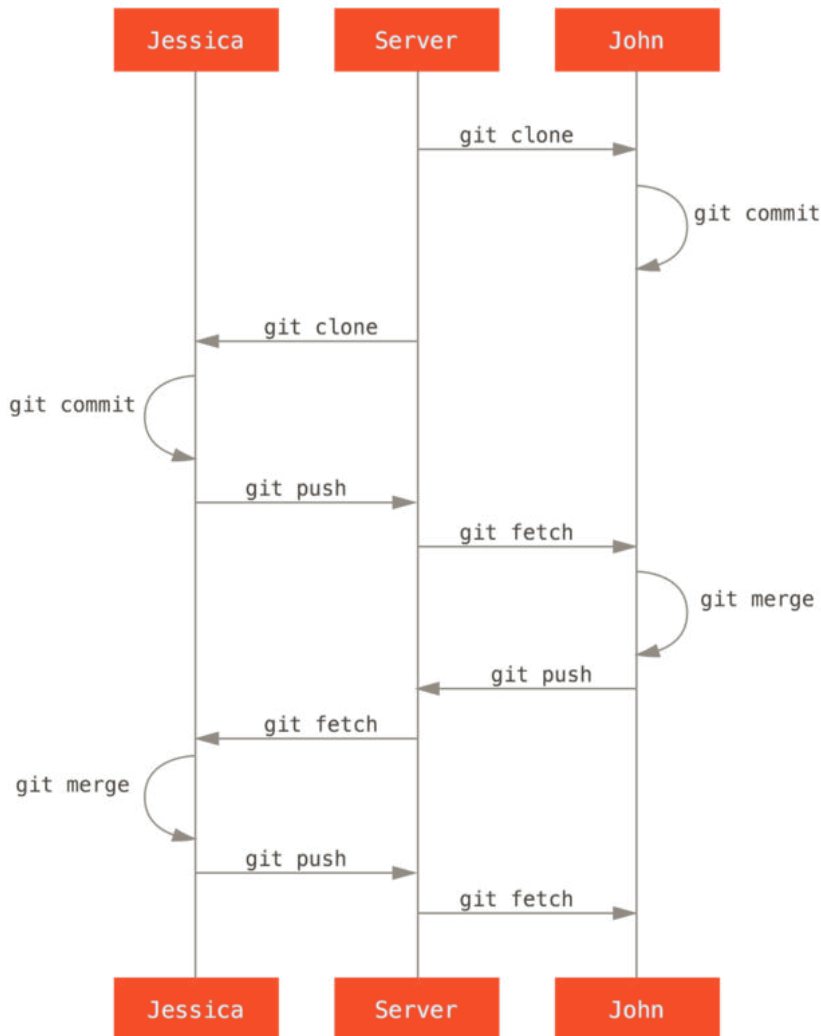 Jessica
Server
John
git clone
git commit
git clone
git commit
git push
git fetch
git merge
git push
git fetch
git merge
git push
git fetch
Jessica
Server
John